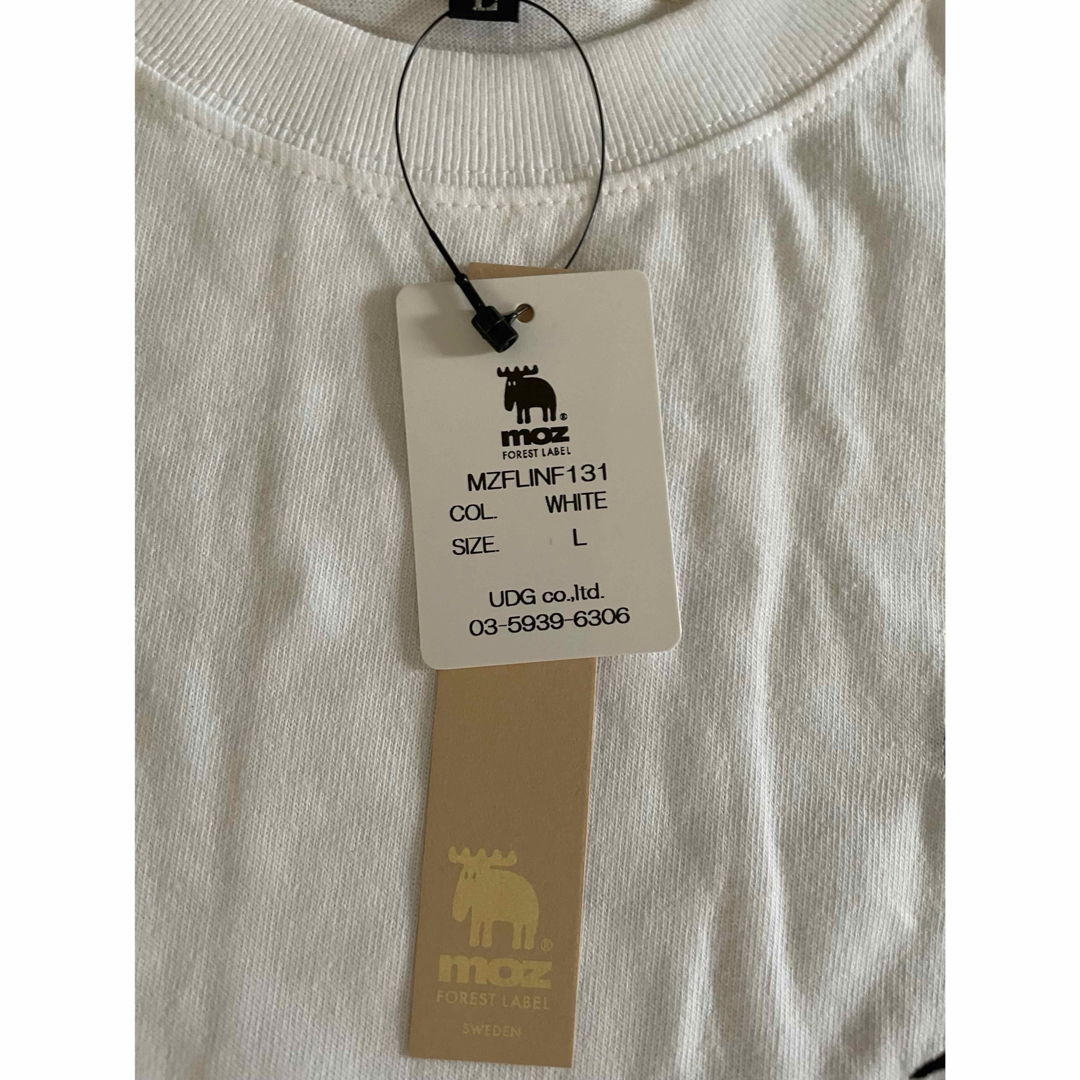 L
moz
FOREST LABEL
MZFLINF131
COL. WHITE
SIZE. L
UDG co.,ltd.
03-5939-6306
moz
FOREST LABEL
SWEDEN